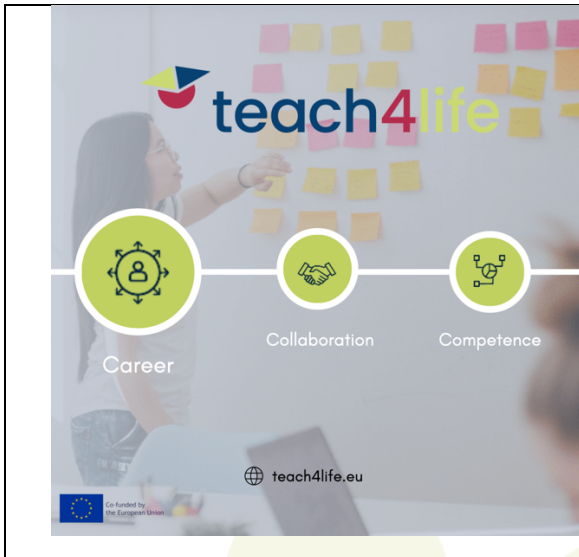 teach4life
Career
Collaboration
Competence
teach4life.eu
Co-funded by
the European Union